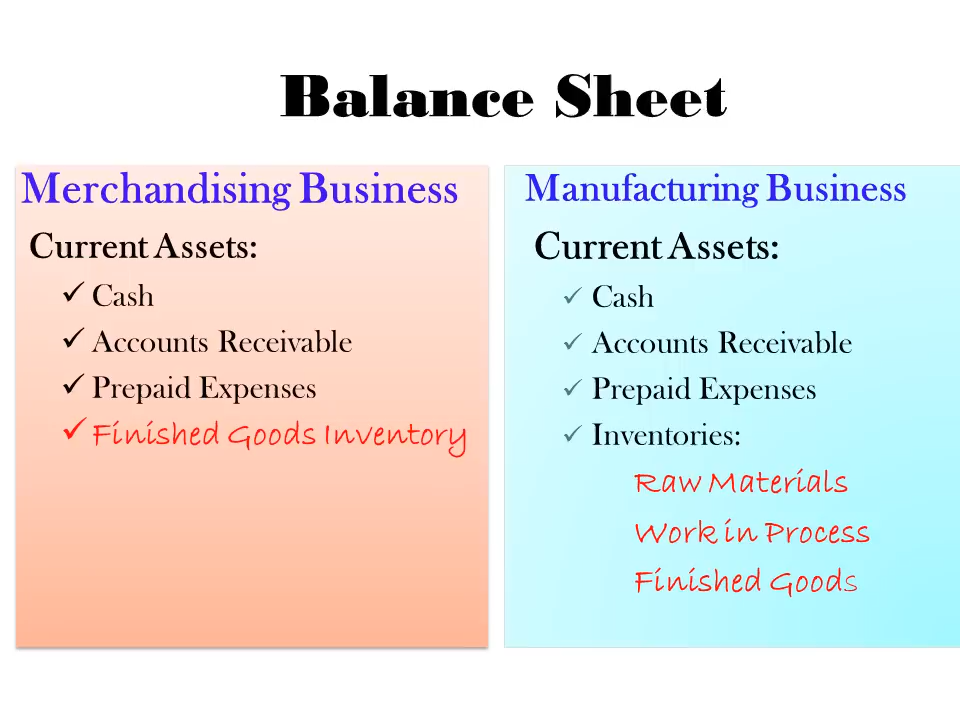 Balance Sheet
Merchandising Business
Current Assets:
✓ Cash
✓ Accounts Receivable
✓ Prepaid Expenses
✓ Finished Goods Inventory
Manufacturing Business
Current Assets:
✓ Cash
✓ Accounts Receivable
✓ Prepaid Expenses
✓ Inventories:
Raw Materials
Work in Process
Finished Goods